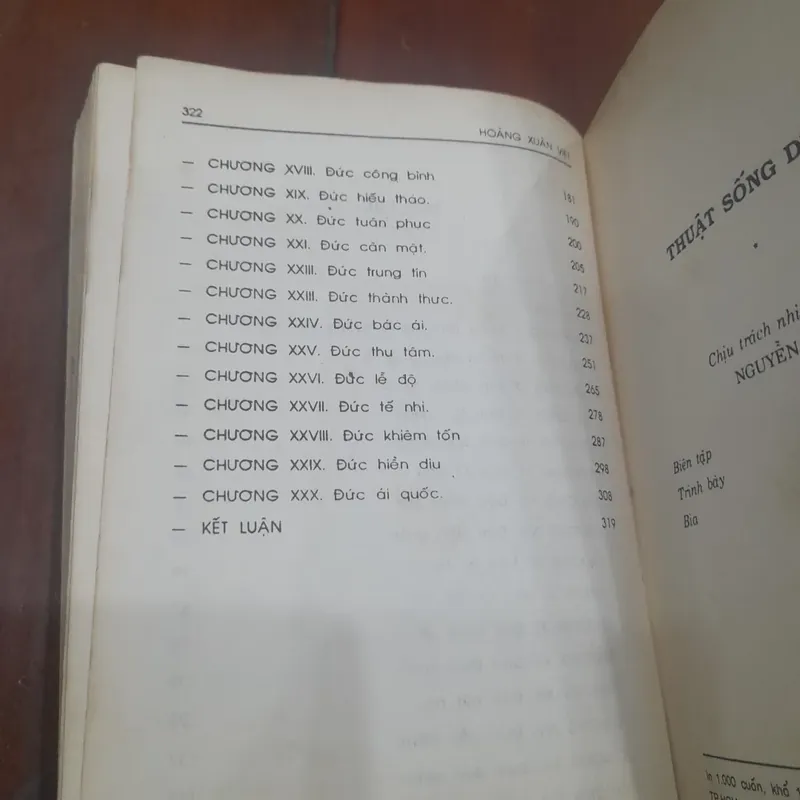 322
HOÀNG XUÂN VIỆT
— CHƯƠNG XVIII. Đức công bình 181
— CHƯƠNG XIX. Đức hiếu thảo. 190
— CHƯƠNG XX. Đức tuân phục 200
— CHƯƠNG XXI. Đức cẩn mật. 205
— CHƯƠNG XXIII. Đức trung tín 217
— CHƯƠNG XXIII. Đức thành thực. 228
— CHƯƠNG XXIV. Đức bác ái. 237
— CHƯƠNG XXV. Đức thu tâm. 251
— CHƯƠNG XXVI. Đức lễ độ 265
— CHƯƠNG XXVII. Đức tế nhị. 278
— CHƯƠNG XXVIII. Đức khiêm tốn 287
— CHƯƠNG XXIX. Đức hiền dịu 298
— CHƯƠNG XXX. Đức ái quốc. 308
— KẾT LUẬN 319
THUẬT SỐNG
Chịu trách
NGUYỄN
Biên tập
Trình bày
Bìa
In 1.000 cuốn, khổ